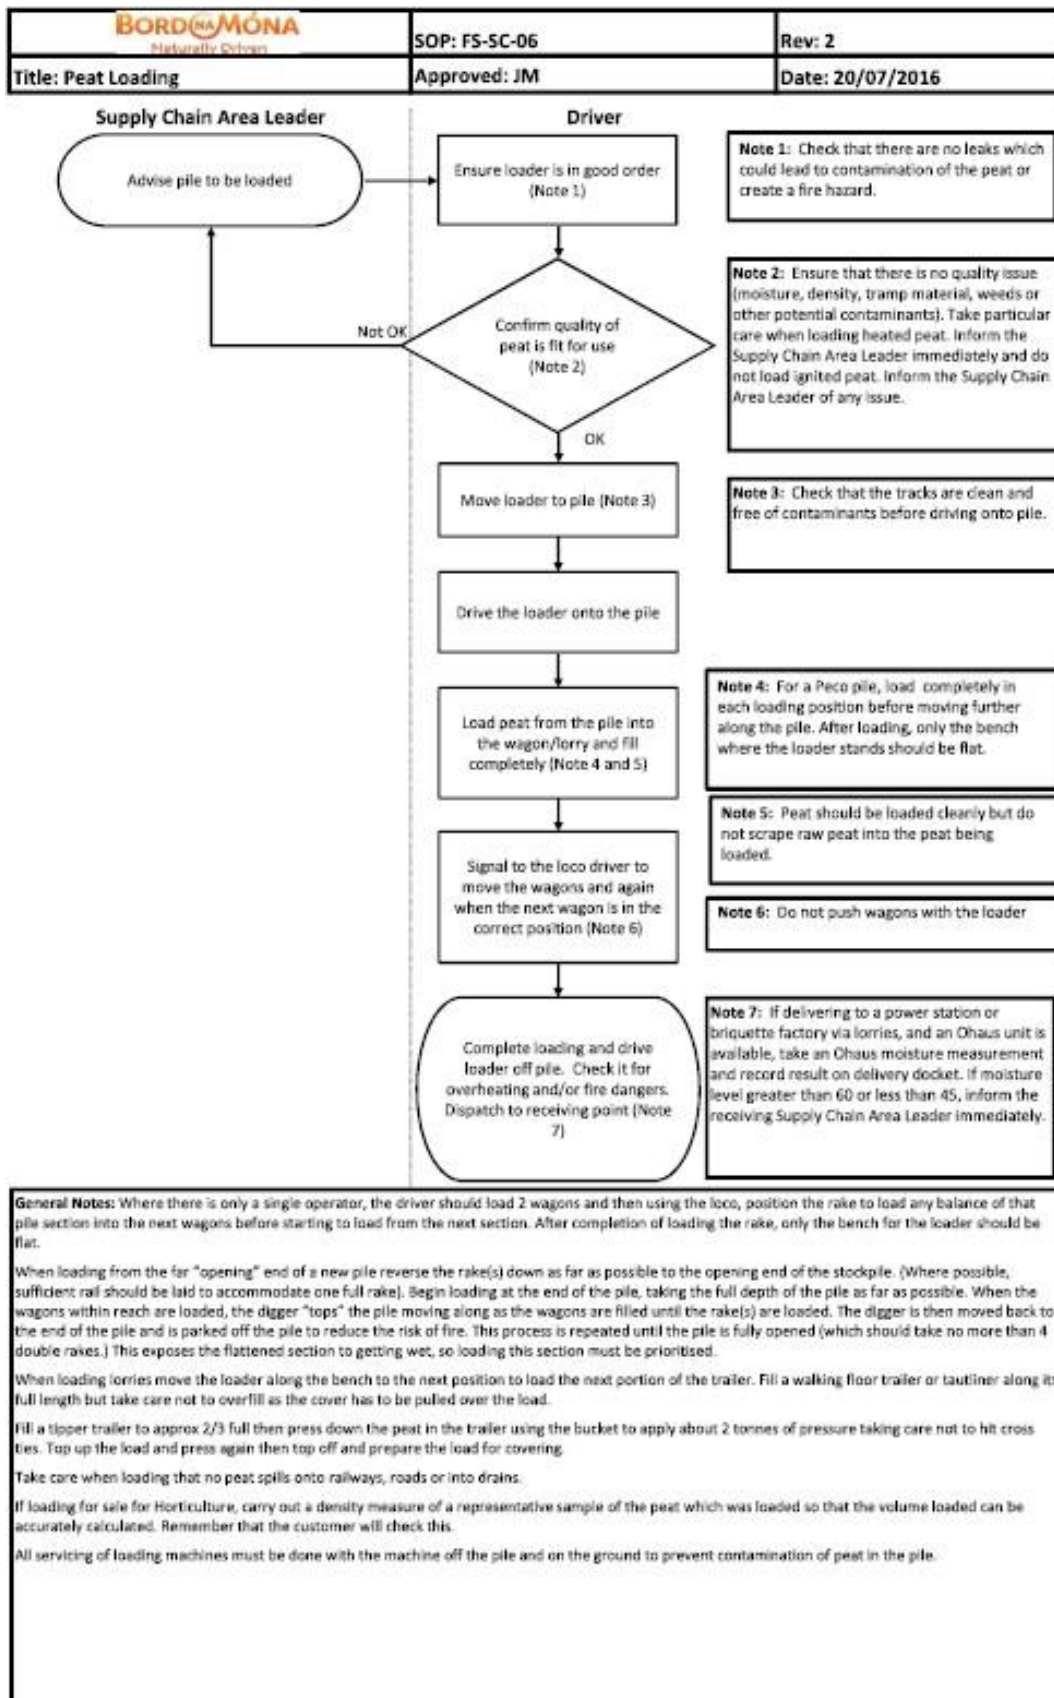 BORD NA MÓNA
Naturally Driven
SOP: FS-SC-06
Rev: 2
Title: Peat Loading
Approved: JM
Date: 20/07/2016
Supply Chain Area Leader
Driver
Advise pile to be loaded
Ensure loader is in good order
(Note 1)
Note 1: Check that there are no leaks which
could lead to contamination of the peat or
create a fire hazard.
Not OK
Confirm quality of
peat is fit for use
(Note 2)
OK
Note 2: Ensure that there is no quality issue
(moisture, density, tramp material, weeds or
other potential contaminants). Take particular
care when loading heated peat. Inform the
Supply Chain Area Leader immediately and do
not load ignited peat. Inform the Supply Chain
Area Leader of any issue.
Move loader to pile (Note 3)
Note 3: Check that the tracks are clean and
free of contaminants before driving onto pile.
Drive the loader onto the pile
Load peat from the pile into
the wagon/lorry and fill
completely (Note 4 and 5)
Note 4: For a Peco pile, load completely in
each loading position before moving further
along the pile. After loading, only the bench
where the loader stands should be flat.
Note 5: Peat should be loaded cleanly but do
not scrape raw peat into the peat being
loaded.
Signal to the loco driver to
move the wagons and again
when the next wagon is in the
correct position (Note 6)
Note 6: Do not push wagons with the loader
Complete loading and drive
loader off pile. Check it for
overheating and/or fire dangers.
Dispatch to receiving point (Note
7)
Note 7: If delivering to a power station or
briquette factory via lorries, and an Ohaus unit is
available, take an Ohaus moisture measurement
and record result on delivery docket. If moisture
level greater than 60 or less than 45, inform the
receiving Supply Chain Area Leader immediately.
General Notes: Where there is only a single operator, the driver should load 2 wagons and then using the loco, position the rake to load any balance of that
pile section into the next wagons before starting to load from the next section. After completion of loading the rake, only the bench for the loader should be
flat.
When loading from the far "opening" end of a new pile reverse the rake(s) down as far as possible to the opening end of the stockpile. (Where possible,
sufficient rail should be laid to accommodate one full rake). Begin loading at the end of the pile, taking the full depth of the pile as far as possible. When the
wagons within reach are loaded, the digger "tops" the pile moving along as the wagons are filled until the rake(s) are loaded. The digger is then moved back to
the end of the pile and is parked off the pile to reduce the risk of fire. This process is repeated until the pile is fully opened (which should take no more than 4
double rakes.) This exposes the flattened section to getting wet, so loading this section must be prioritised.
When loading lorries move the loader along the bench to the next position to load the next portion of the trailer. Fill a walking floor trailer or tautliner along its
full length but take care not to overfill as the cover has to be pulled over the load.
Fill a tipper trailer to approx 2/3 full then press down the peat in the trailer using the bucket to apply about 2 tonnes of pressure taking care not to hit cross
ties. Top up the load and press again then top off and prepare the load for covering.
Take care when loading that no peat spills onto railways, roads or into drains.
If loading for sale for Horticulture, carry out a density measure of a representative sample of the peat which was loaded so that the volume loaded can be
accurately calculated. Remember that the customer will check this.
All servicing of loading machines must be done with the machine off the pile and on the ground to prevent contamination of peat in the pile.